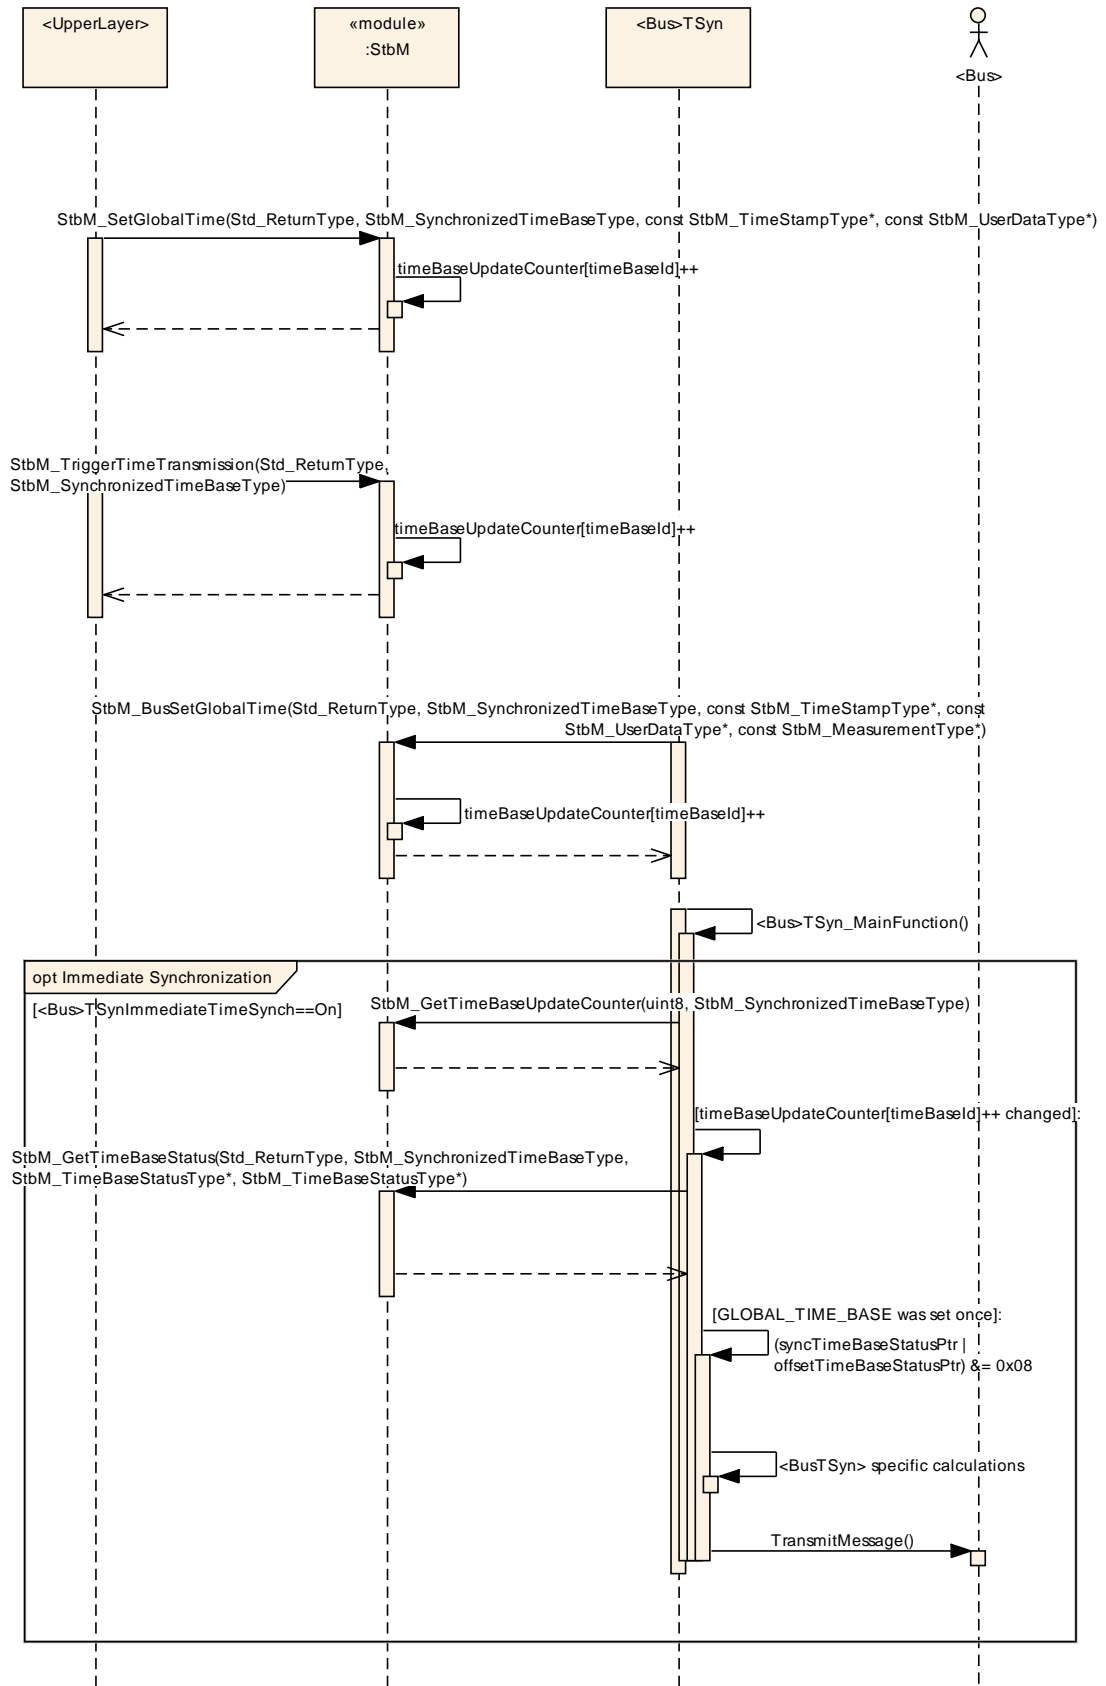 <UpperLayer>
«module»
:StbM
<Bus>TSyn
<Bus>
StbM_SetGlobalTime(Std_ReturnType, StbM_SynchronizedTimeBaseType, const StbM_TimeStampType*, const StbM_UserDataType*)
timeBaseUpdateCounter[timeBaseId]++
StbM_TriggerTimeTransmission(Std_ReturnType,
StbM_SynchronizedTimeBaseType)
timeBaseUpdateCounter[timeBaseId]++
StbM_BusSetGlobalTime(Std_ReturnType, StbM_SynchronizedTimeBaseType, const StbM_TimeStampType*, const
StbM_UserDataType*, const StbM_MeasurementType*)
timeBaseUpdateCounter[timeBaseId]++
<Bus>TSyn_MainFunction()
opt Immediate Synchronization
[<Bus>TSynImmediateTimeSynch==On]
StbM_GetTimeBaseUpdateCounter(uint8, StbM_SynchronizedTimeBaseType)
[timeBaseUpdateCounter[timeBaseId]++ changed]:
StbM_GetTimeBaseStatus(Std_ReturnType, StbM_SynchronizedTimeBaseType,
StbM_TimeBaseStatusType*, StbM_TimeBaseStatusType*)
[GLOBAL_TIME_BASE was set once]:
(syncTimeBaseStatusPtr |
offsetTimeBaseStatusPtr) &= 0x08
<BusTSyn> specific calculations
TransmitMessage()